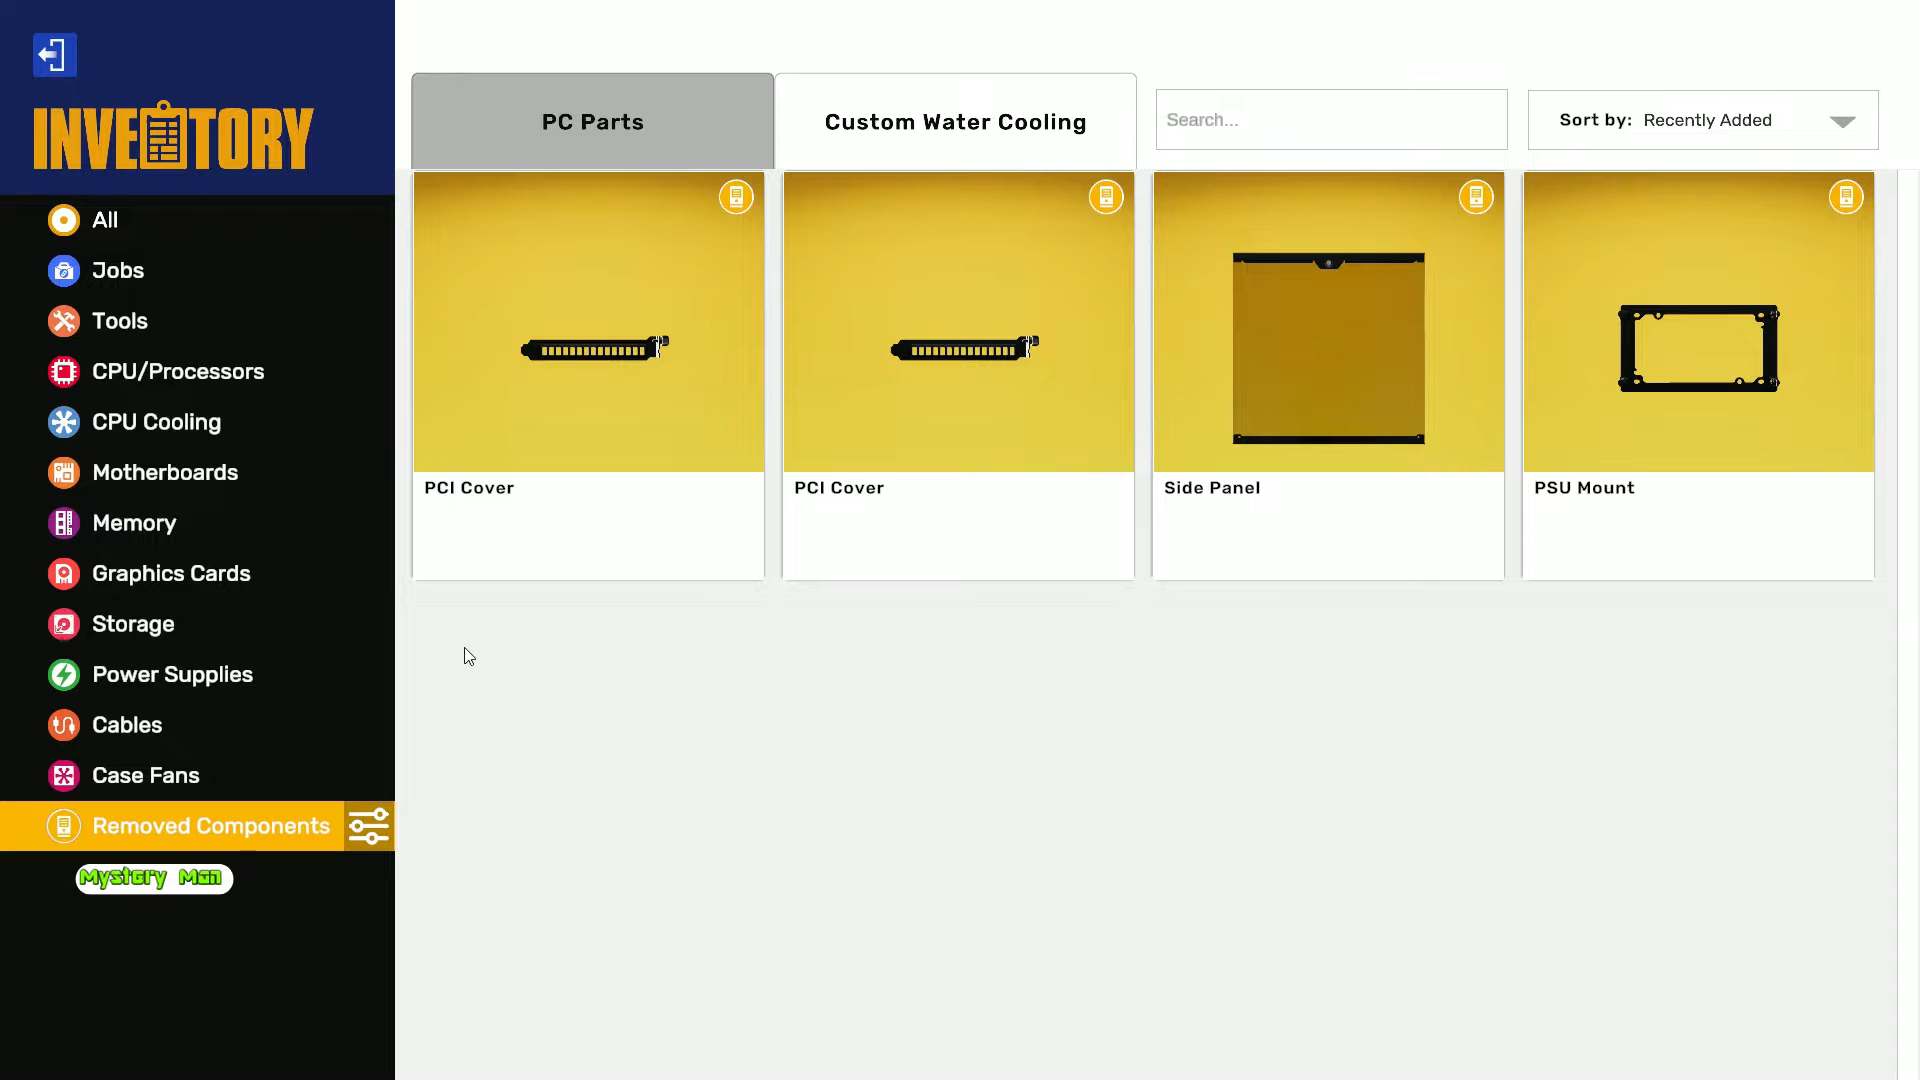 INVENTORY
All
Jobs
Tools
CPU/Processors
CPU Cooling
Motherboards
Memory
Graphics Cards
Storage
Power Supplies
Cables
Case Fans
Removed Components
Mystery Man
PC Parts
Custom Water Cooling
Search...
Sort by: Recently Added
PCI Cover
PCI Cover
Side Panel
PSU Mount